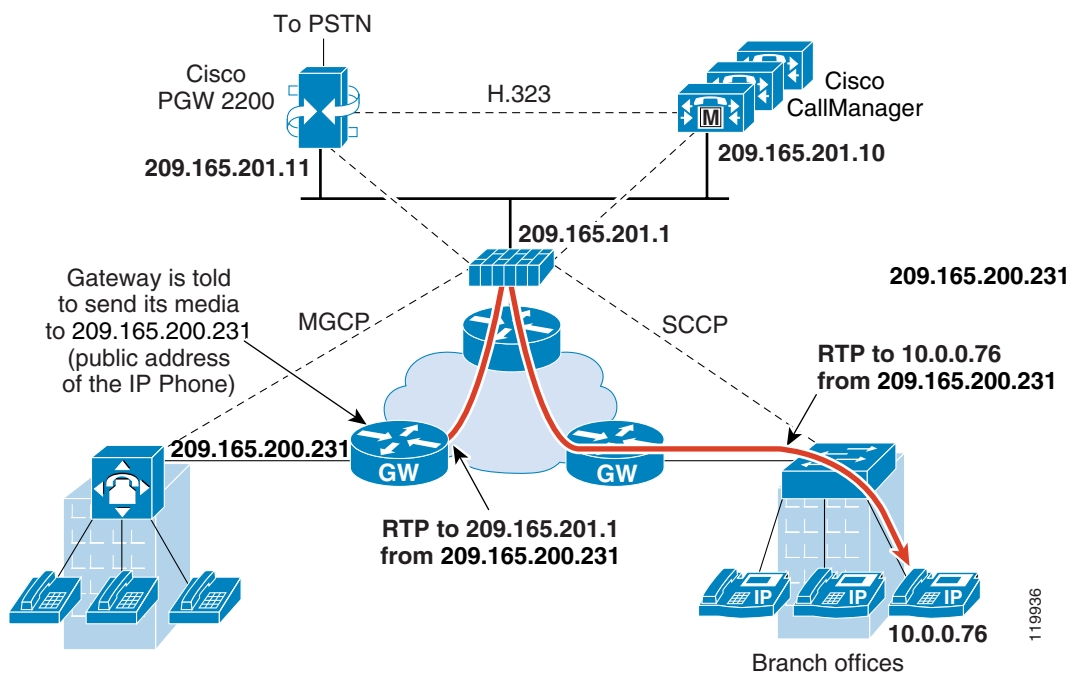 To PSTN
Cisco
PGW 2200
H.323
Cisco
CallManager
M
209.165.201.11
209.165.201.10
209.165.201.1
Gateway is told
to send its media
to 209.165.200.231
(public address
of the IP Phone)
MGCP
SCCP
209.165.200.231
RTP to 10.0.0.76
from 209.165.200.231
209.165.200.231
GW
GW
RTP to 209.165.201.1
from 209.165.200.231
IP
IP
IP
10.0.0.76
119936
Branch offices